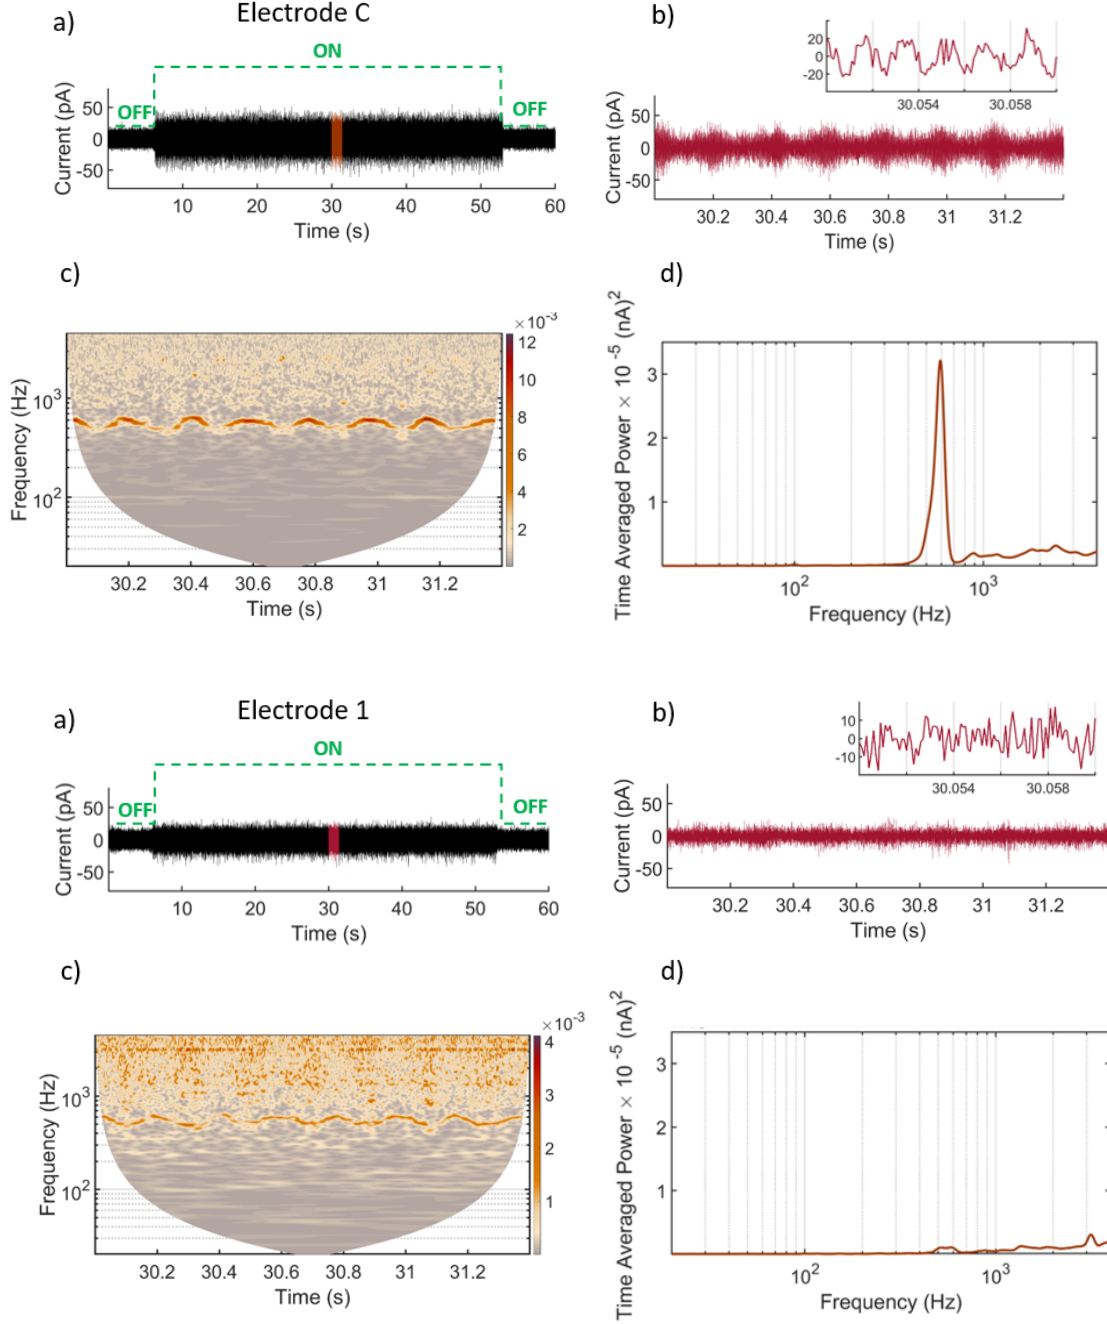 Electrode C
a)
ON
OFF
OFF
Current (pA)
50
0
-50
10
20
30
40
50
60
Time (s)
b)
20
0
-20
30.054
30.058
Current (pA)
50
0
-50
30.2
30.4
30.6
30.8
31
31.2
Time (s)
c)
×10⁻³
12
10
8
6
4
2
Frequency (Hz)
10³
10²
30.2
30.4
30.6
30.8
31
31.2
Time (s)
d)
Time Averaged Power × 10⁻⁵ (nA)²
3
2
1
10²
10³
Frequency (Hz)
Electrode 1
a)
ON
OFF
OFF
Current (pA)
50
0
-50
10
20
30
40
50
60
Time (s)
b)
10
0
-10
30.054
30.058
Current (pA)
50
0
-50
30.2
30.4
30.6
30.8
31
31.2
Time (s)
c)
×10⁻³
4
3
2
1
Frequency (Hz)
10³
10²
30.2
30.4
30.6
30.8
31
31.2
Time (s)
d)
Time Averaged Power × 10⁻⁵ (nA)²
3
2
1
10²
10³
Frequency (Hz)